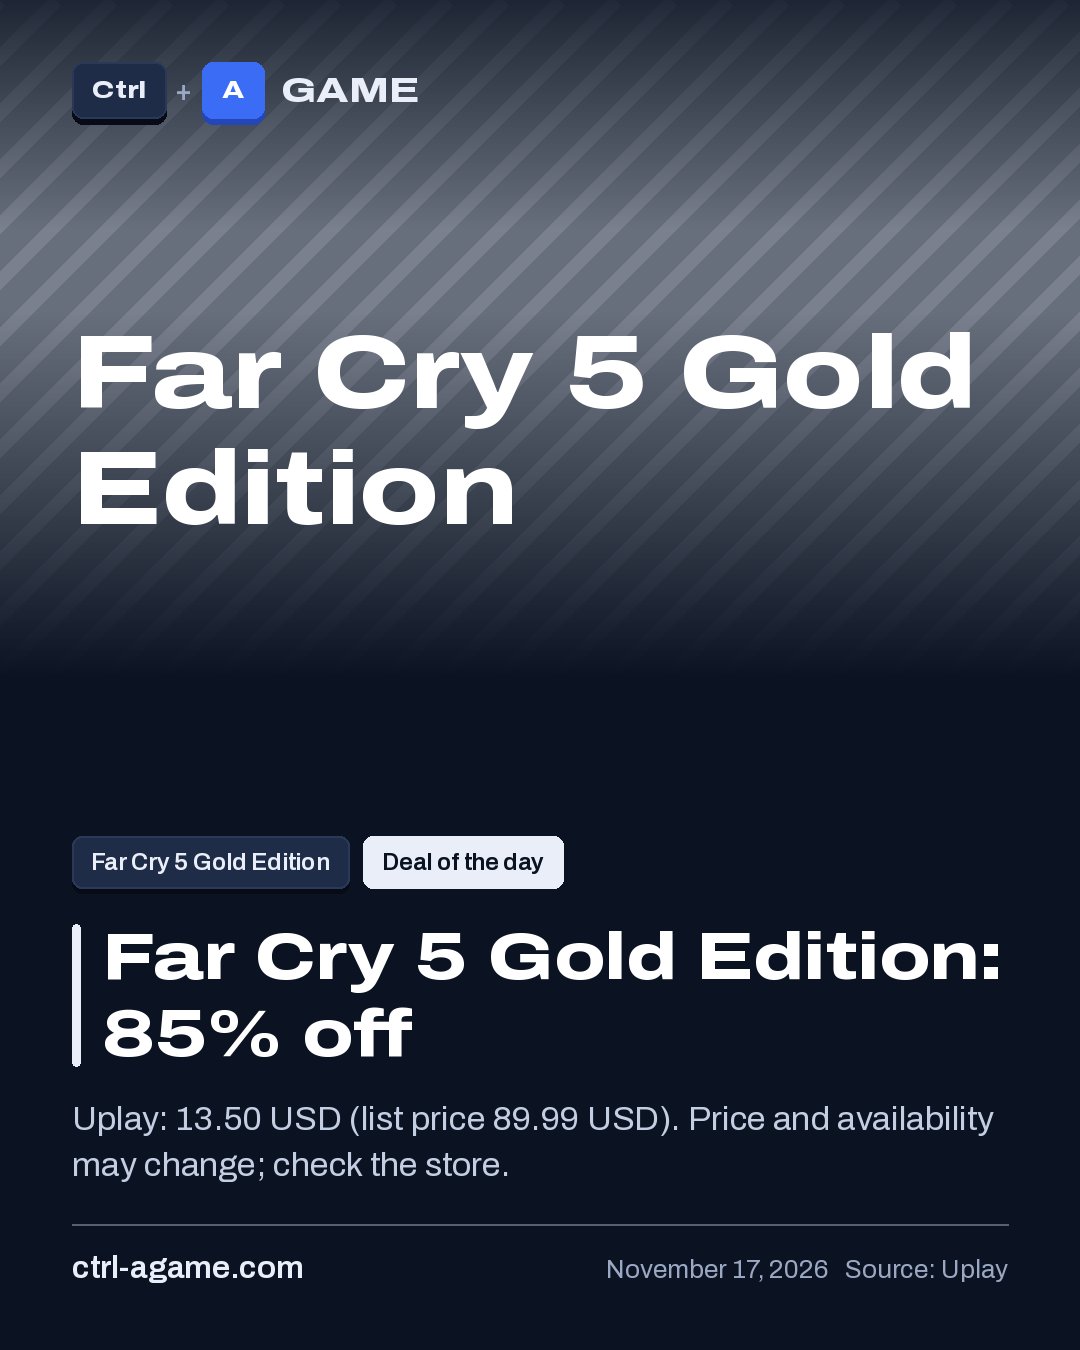 Ctrl + A GAME
Far Cry 5 Gold
Edition
Far Cry 5 Gold Edition Deal of the day
Far Cry 5 Gold Edition:
85% off
Uplay: 13.50 USD (list price 89.99 USD). Price and availability
may change; check the store.
ctrl-agame.com November 17, 2026 Source: Uplay